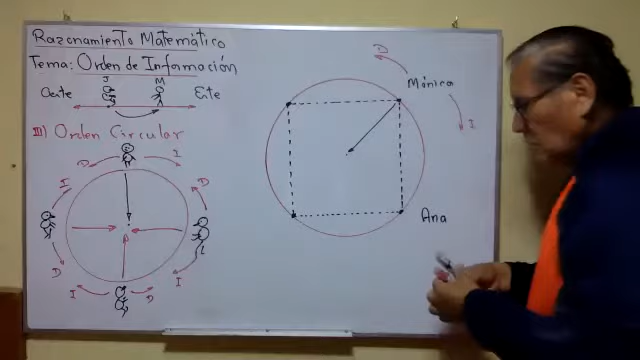 Razonamiento Matemático
Tema: Orden de Información
J M
Oeste Este
III) Orden Circular
D I
I D
D I
I D
D
Mónica
I
Ana